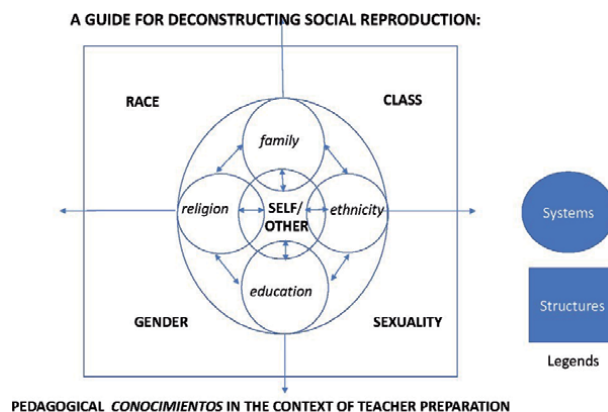 A GUIDE FOR DECONSTRUCTING SOCIAL REPRODUCTION:
RACE
CLASS
family
religion
SELF/
OTHER
ethnicity
education
GENDER
SEXUALITY
Systems
Structures
Legends
PEDAGOGICAL CONOCIMIENTOS IN THE CONTEXT OF TEACHER PREPARATION